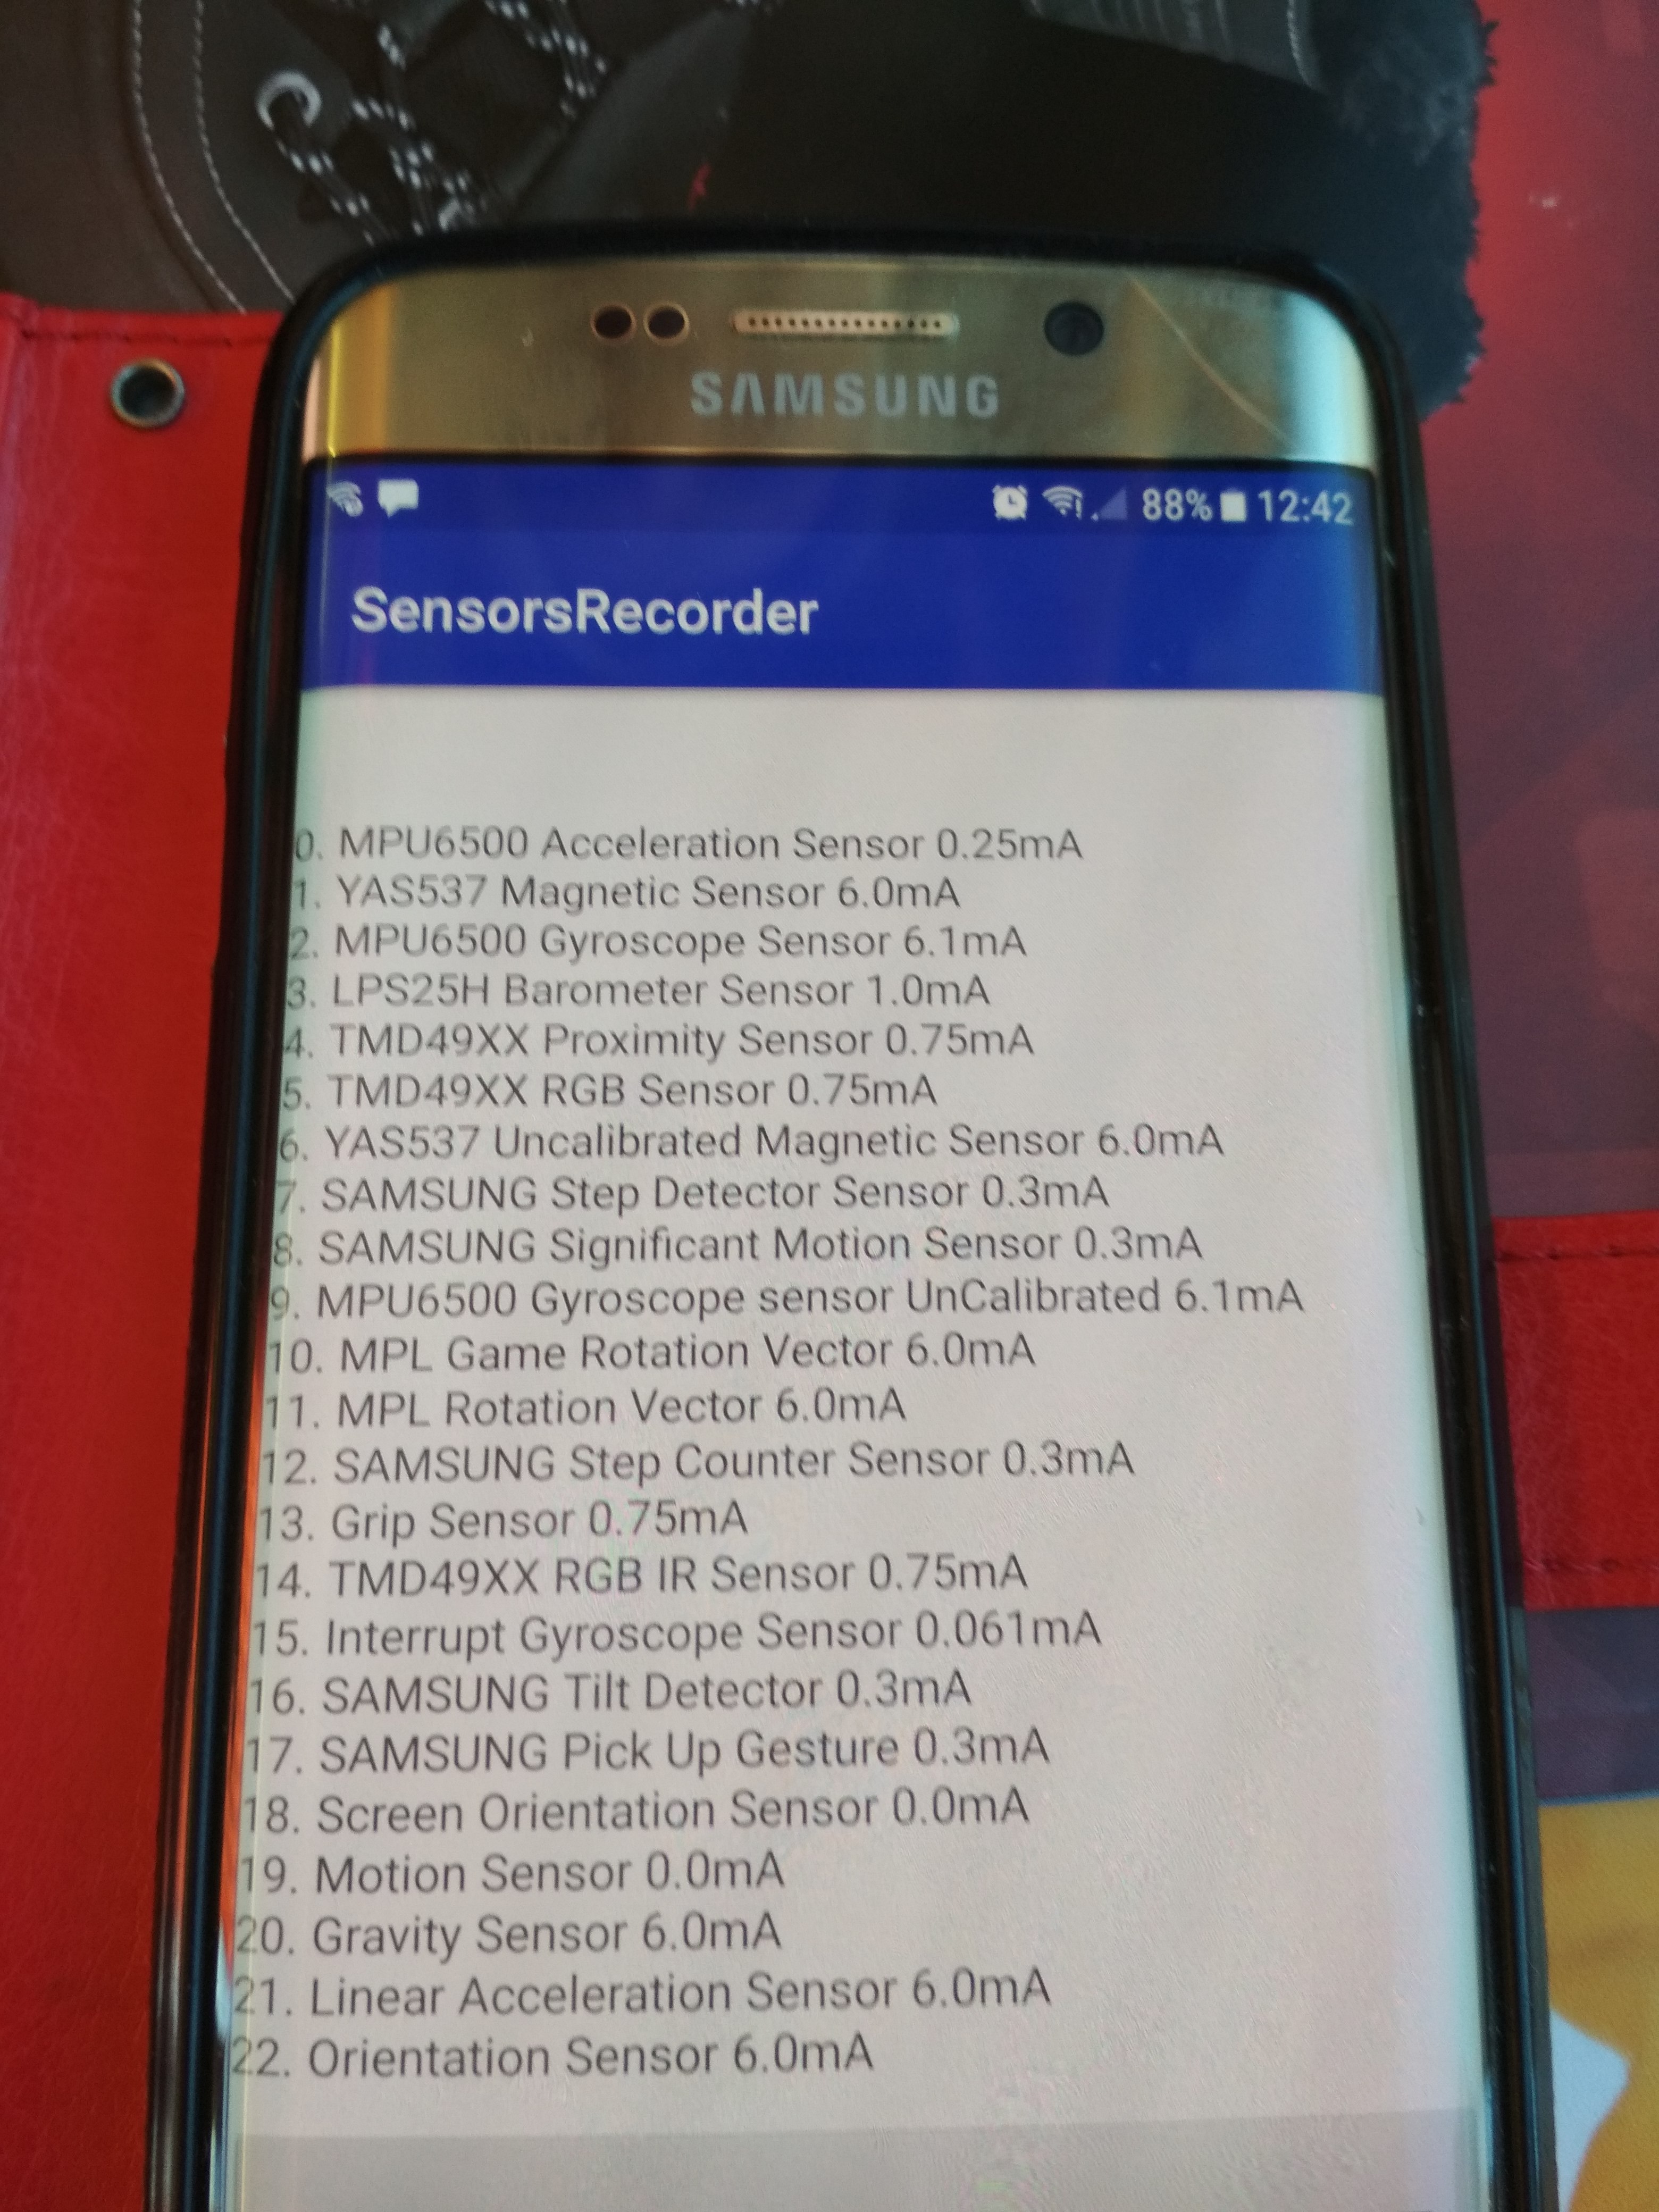 SAMSUNG
88% 12:42
SensorsRecorder
0. MPU6500 Acceleration Sensor 0.25mA
1. YAS537 Magnetic Sensor 6.0mA
2. MPU6500 Gyroscope Sensor 6.1mA
3. LPS25H Barometer Sensor 1.0mA
4. TMD49XX Proximity Sensor 0.75mA
5. TMD49XX RGB Sensor 0.75mA
6. YAS537 Uncalibrated Magnetic Sensor 6.0mA
7. SAMSUNG Step Detector Sensor 0.3mA
8. SAMSUNG Significant Motion Sensor 0.3mA
9. MPU6500 Gyroscope sensor UnCalibrated 6.1mA
10. MPL Game Rotation Vector 6.0mA
11. MPL Rotation Vector 6.0mA
12. SAMSUNG Step Counter Sensor 0.3mA
13. Grip Sensor 0.75mA
14. TMD49XX RGB IR Sensor 0.75mA
15. Interrupt Gyroscope Sensor 0.061mA
16. SAMSUNG Tilt Detector 0.3mA
17. SAMSUNG Pick Up Gesture 0.3mA
18. Screen Orientation Sensor 0.0mA
19. Motion Sensor 0.0mA
20. Gravity Sensor 6.0mA
21. Linear Acceleration Sensor 6.0mA
22. Orientation Sensor 6.0mA